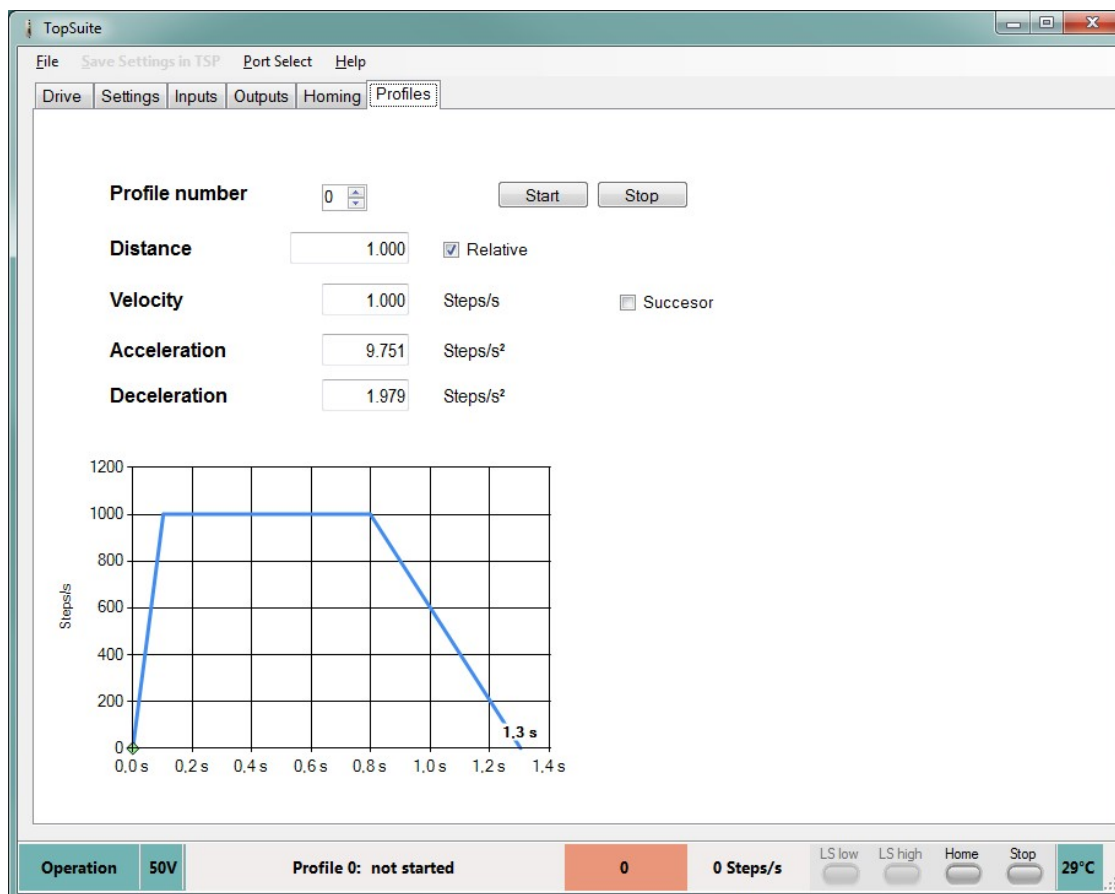 TopSuite
File Save Settings in TSP Port Select Help
Drive Settings Inputs Outputs Homing Profiles
Profile number 0 Start Stop
Distance 1.000 Relative
Velocity 1.000 Steps/s Succesor
Acceleration 9.751 Steps/s²
Deceleration 1.979 Steps/s²
1200
1000
800
600
400
200
0
Steps/s
1,3 s
0,0 s 0,2 s 0,4 s 0,6 s 0,8 s 1,0 s 1,2 s 1,4 s
Operation 50V Profile 0: not started 0 0 Steps/s LS low LS high Home Stop 29°C